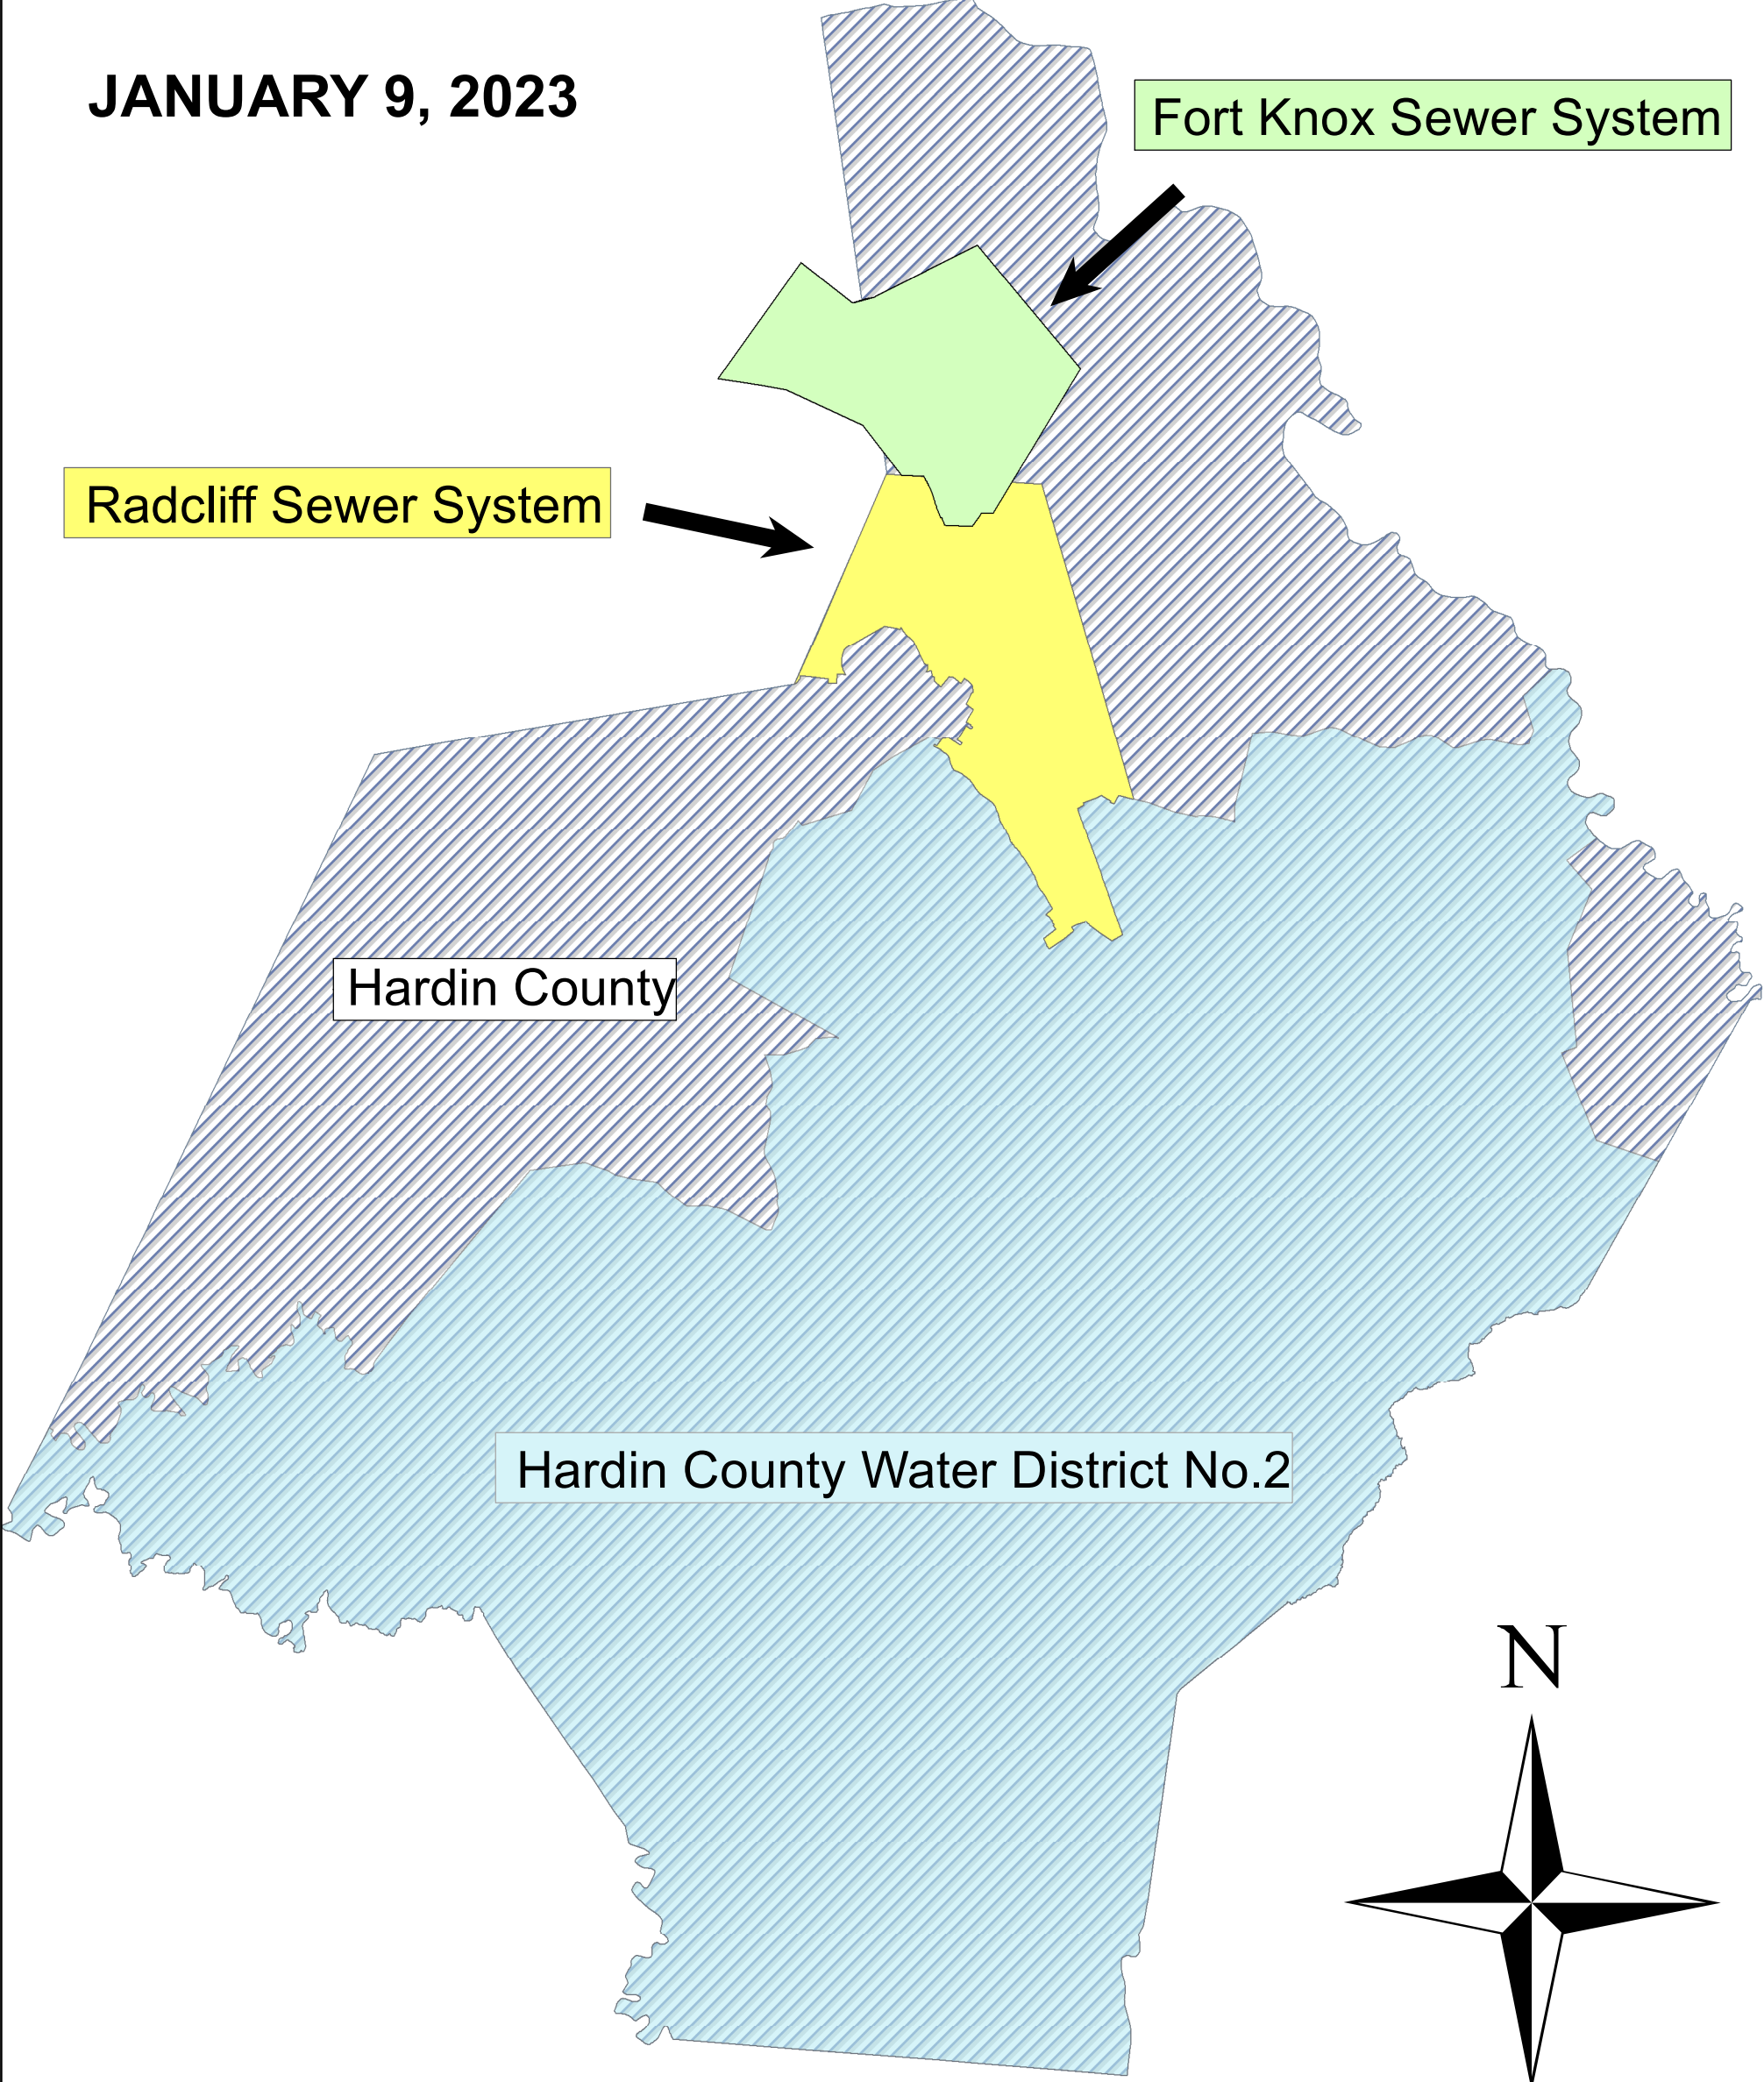 JANUARY 9, 2023
Fort Knox Sewer System
Radcliff Sewer System
Hardin County
Hardin County Water District No.2
N